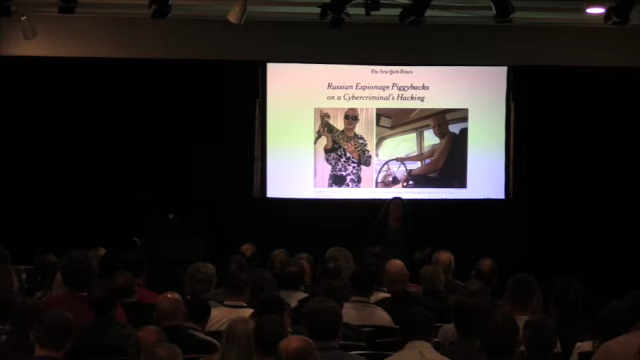 The New York Times
Russian Espionage Piggybacks
on a Cybercriminal's Hacking